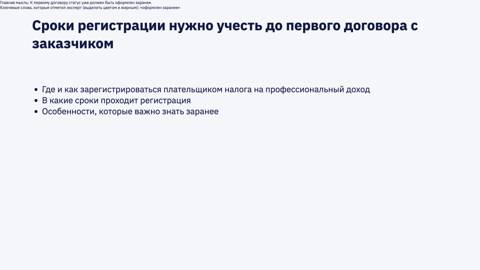 Главная мысль: К первому договору статус уже должен быть оформлен заранее.
Ключевые слова, которые отметил эксперт (выделить цветом и жирным): «оформлен заранее»
Сроки регистрации нужно учесть до первого договора с
заказчиком
• Где и как зарегистрироваться плательщиком налога на профессиональный доход
• В какие сроки проходит регистрация
• Особенности, которые важно знать заранее